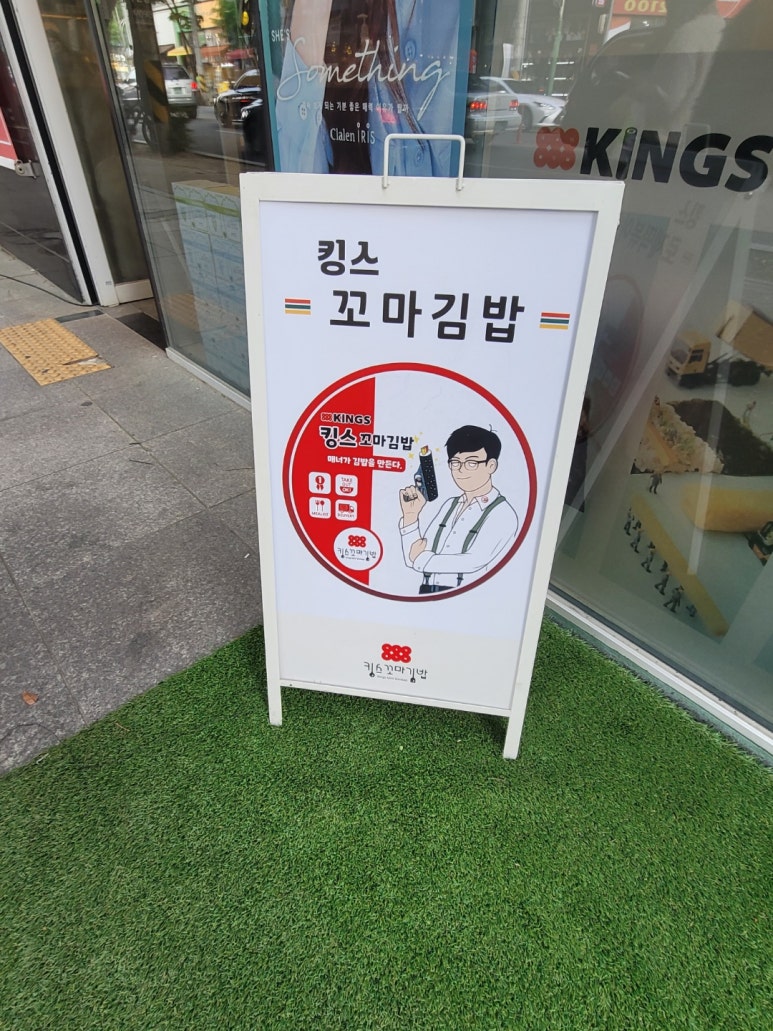 Something
Clalen IRIS
KINGS
킹스
꼬마김밥
KINGS
킹스 꼬마김밥
매너가 김밥을 만든다.
TAKE
OUT
킹스꼬마김밥
킹스꼬마김밥
2100